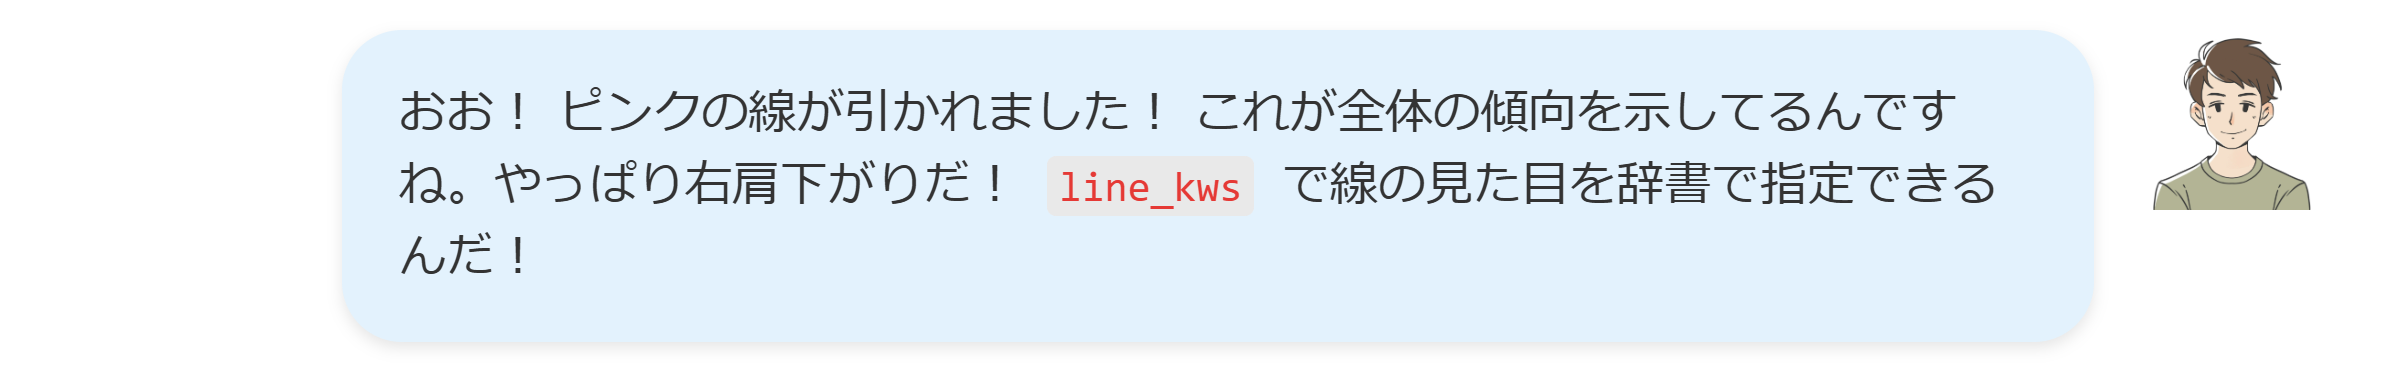 おお！ ピンクの線が引かれました！ これが全体の傾向を示してるんです
ね。やっぱり右肩下がりだ！ line_kws で線の見た目を辞書で指定できる
んだ！